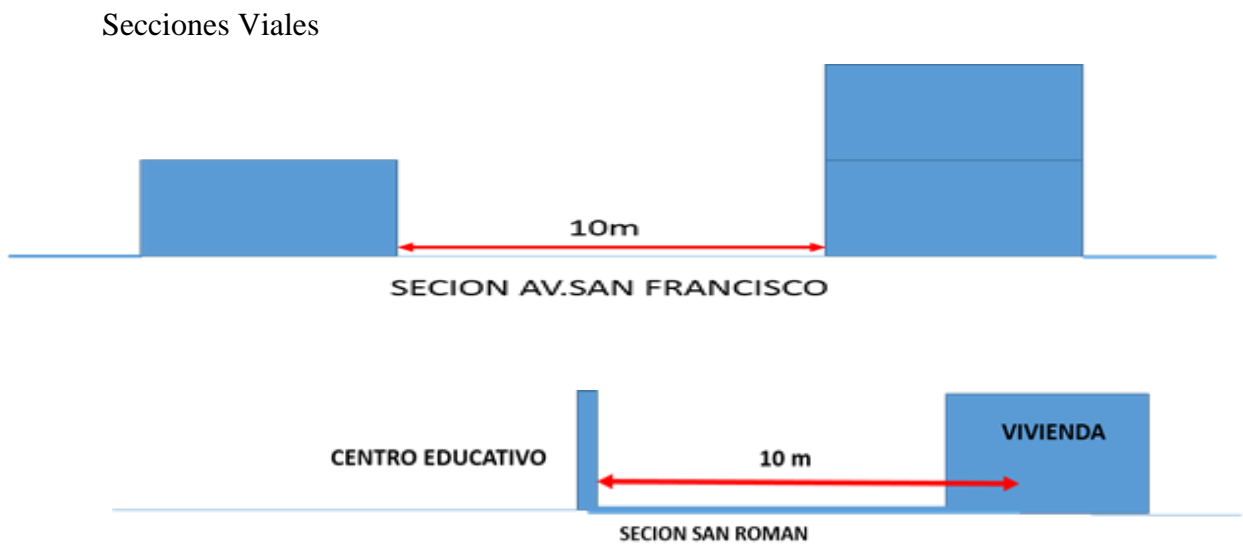 Secciones Viales
10m
SECION AV.SAN FRANCISCO
VIVIENDA
CENTRO EDUCATIVO
10 m
SECION SAN ROMAN